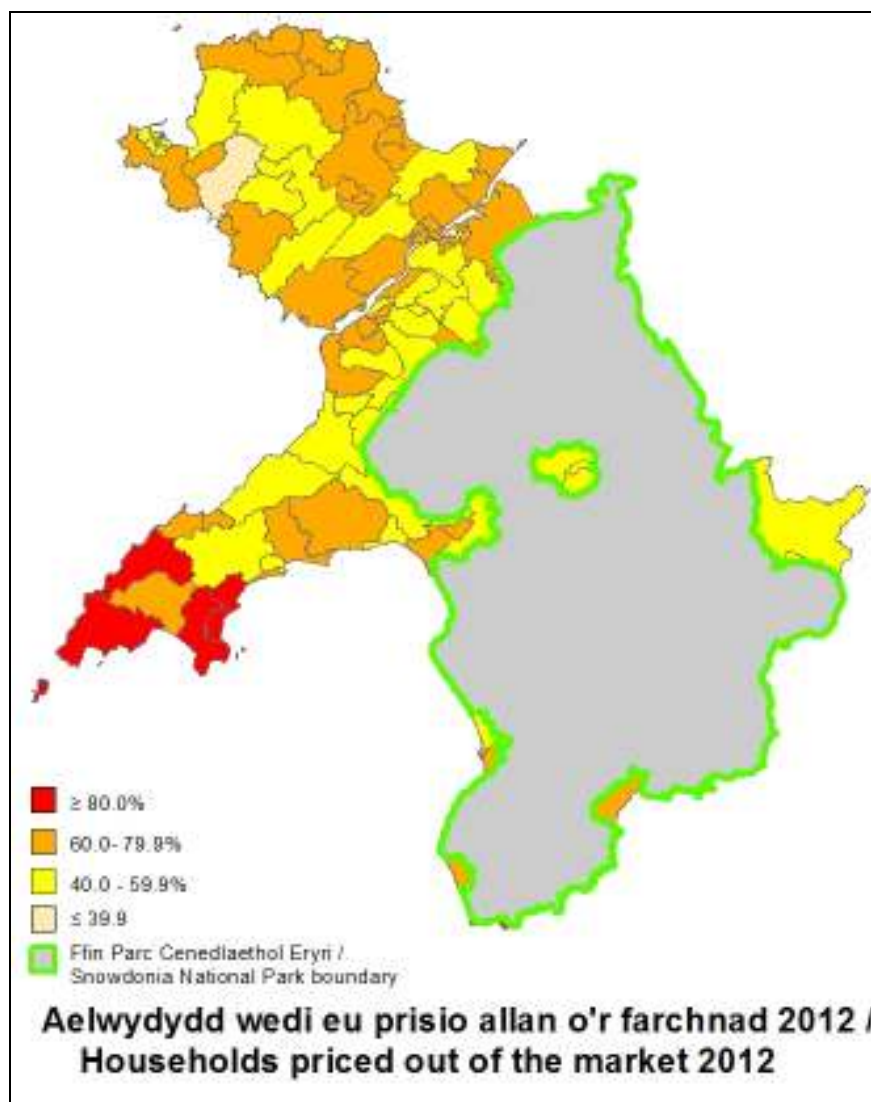 ≥ 80.0%
60.0- 79.9%
40.0 - 59.9%
≤ 39.9
Ffin Parc Cenedlaethol Eryri /
Snowdonia National Park boundary
Aelwydydd wedi eu prisio allan o'r farchnad 2012 /
Households priced out of the market 2012